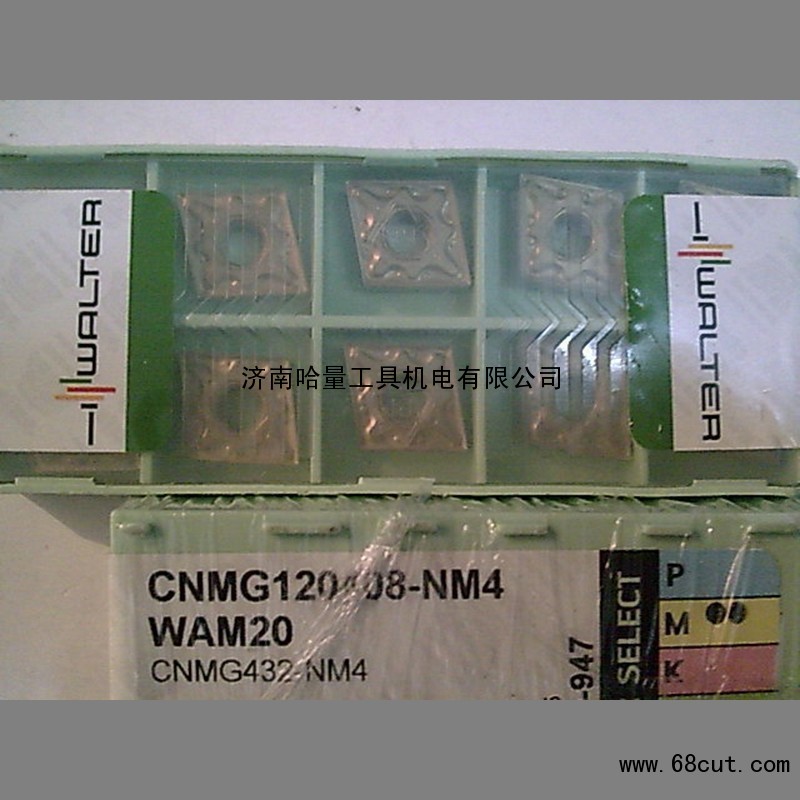 WALTER
WALTER
济南哈量工具机电有限公司
CNMG120408-NM4
WAM20
CNMG432-NM4
-947
SELECT
P
M
K
www.68cut.com